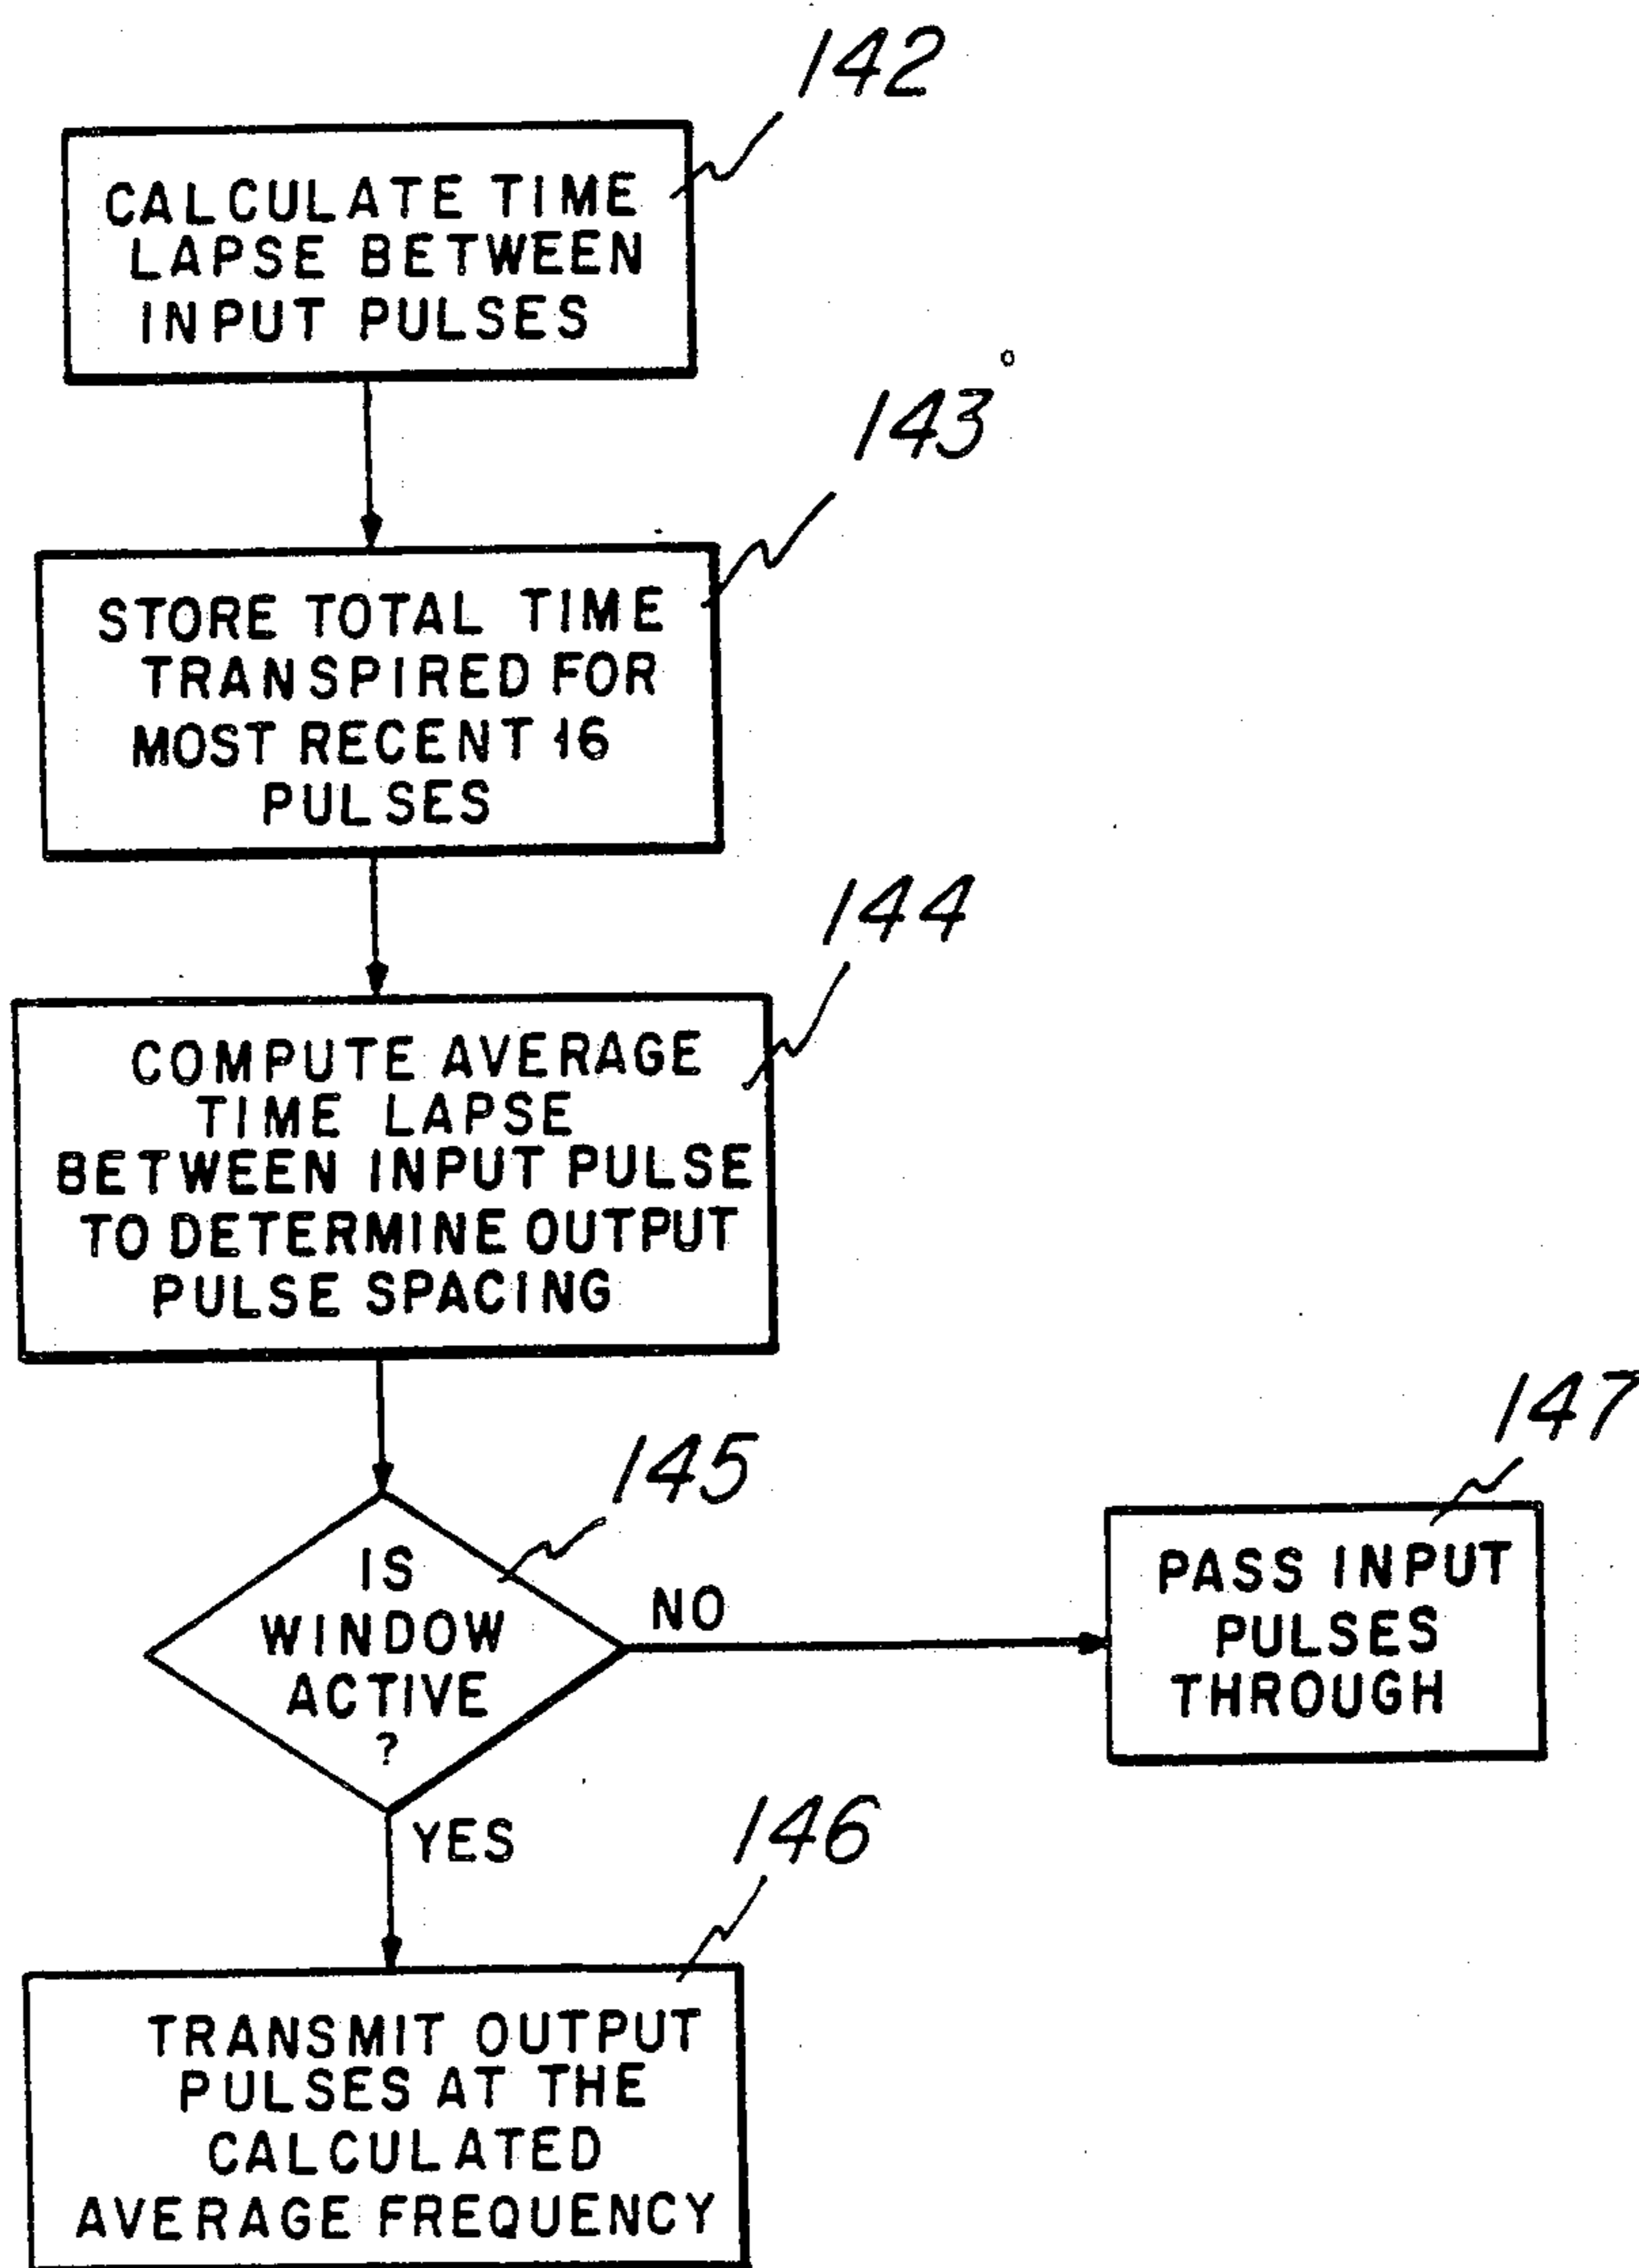 142
CALCULATE TIME
LAPSE BETWEEN
INPUT PULSES
143
STORE TOTAL TIME
TRANSPIRED FOR
MOST RECENT 16
PULSES
144
COMPUTE AVERAGE
TIME LAPSE
BETWEEN INPUT PULSE
TO DETERMINE OUTPUT
PULSE SPACING
145
IS
WINDOW
ACTIVE
?
NO
147
PASS INPUT
PULSES
THROUGH
YES
146
TRANSMIT OUTPUT
PULSES AT THE
CALCULATED
AVERAGE FREQUENCY